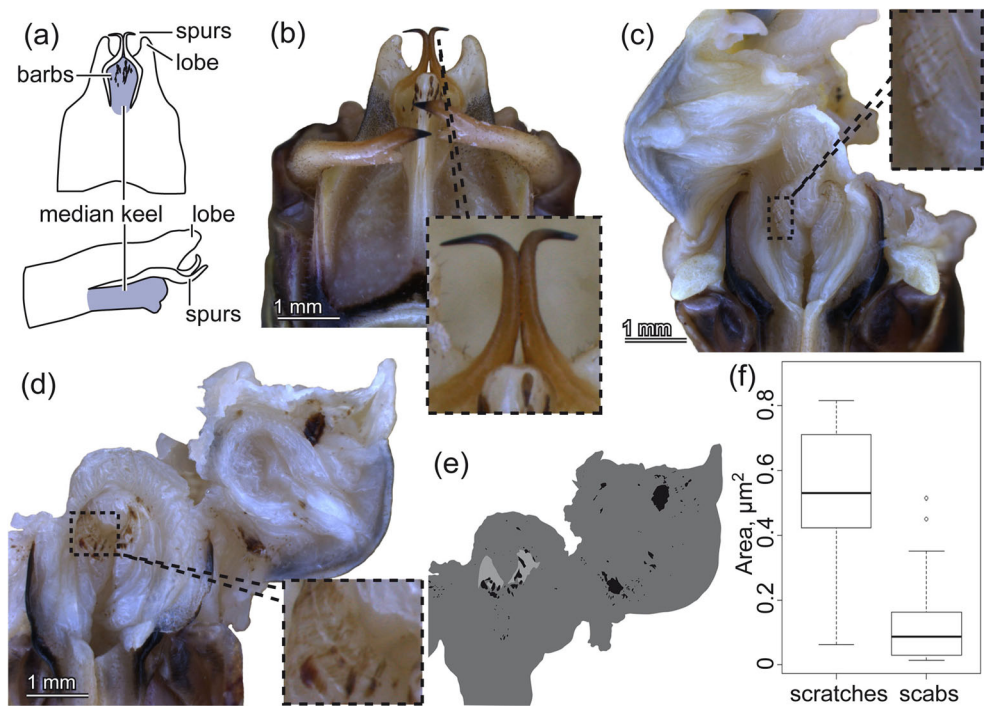 (a)
spurs
lobe
barbs
median keel
lobe
spurs
(b)
1 mm
(c)
1 mm
(d)
1 mm
(e)
(f)
Area, µm²
0.8
0.6
0.4
0.2
0
scratches
scabs